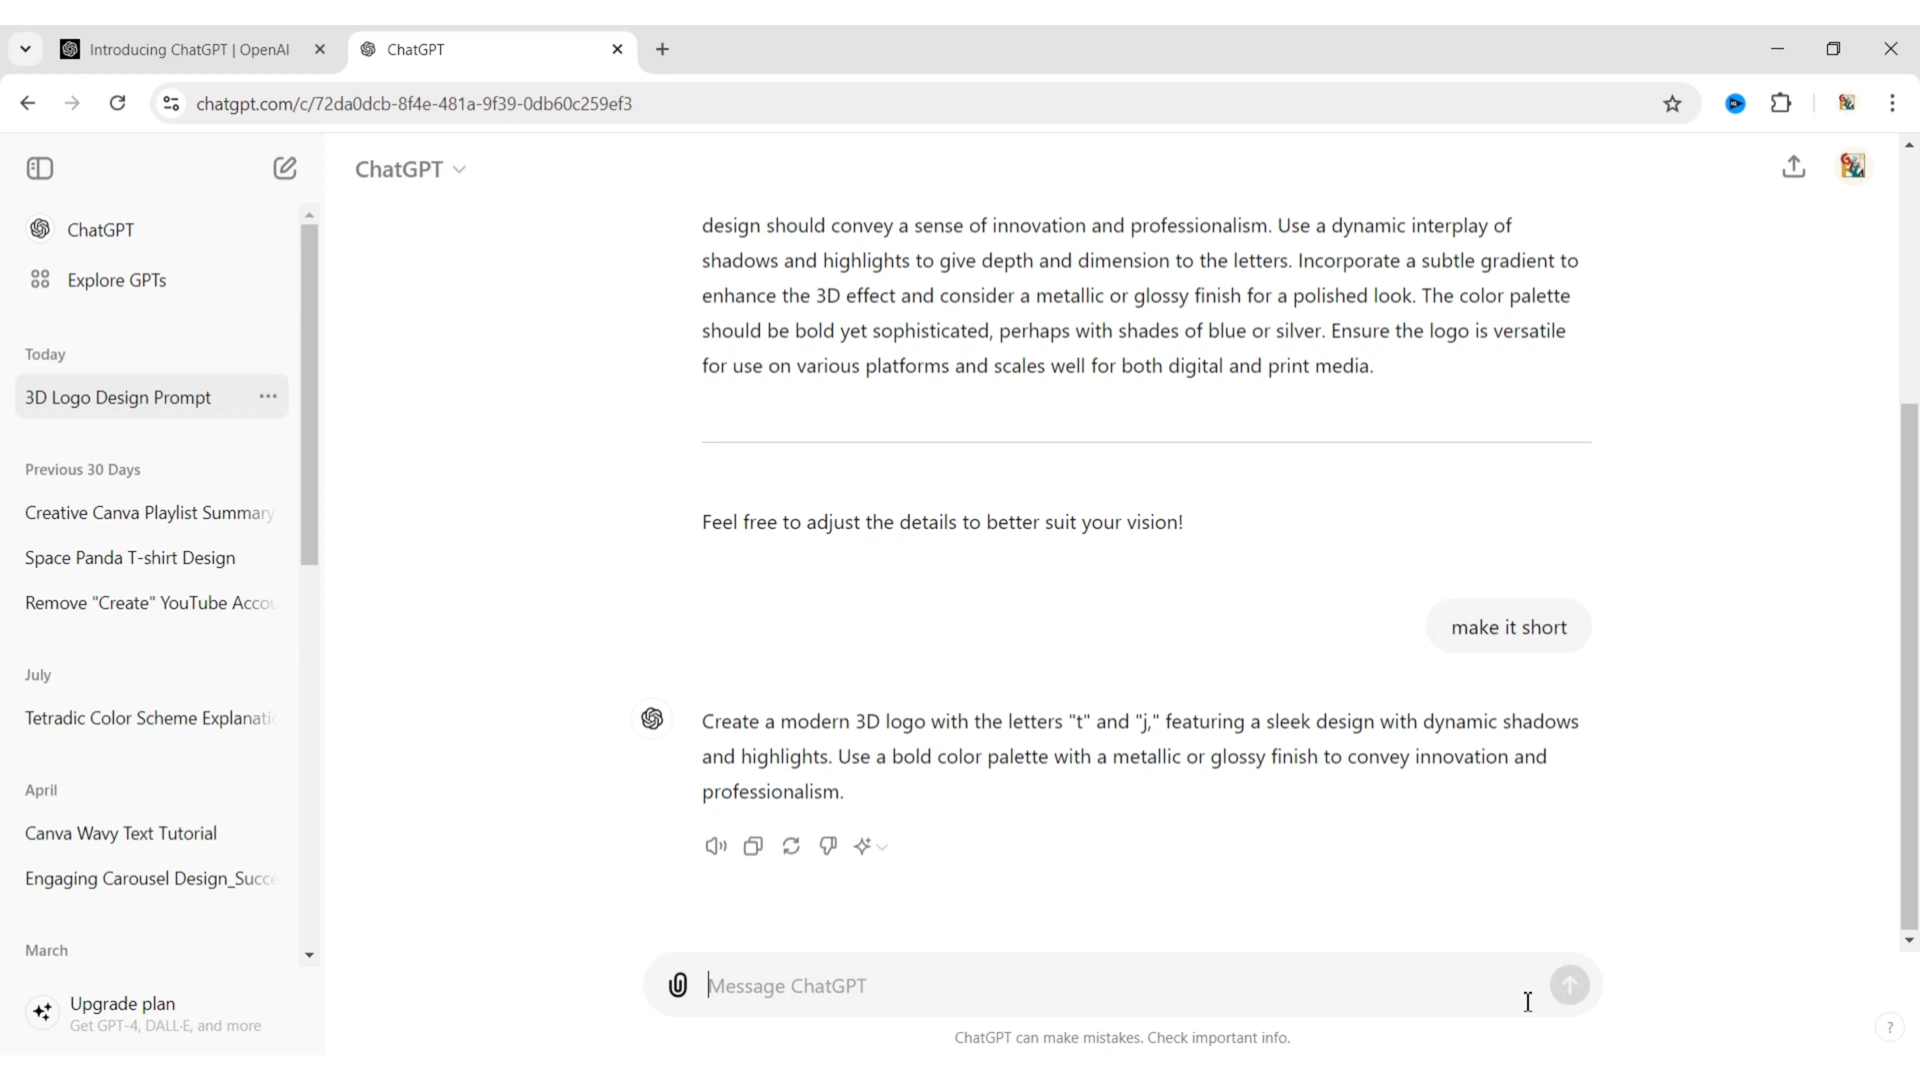 Introducing ChatGPT | OpenAI
ChatGPT
chatgpt.com/c/72da0dcb-8f4e-481a-9f39-0db60c259ef3
ChatGPT
ChatGPT
Explore GPTs
Today
3D Logo Design Prompt
Previous 30 Days
Creative Canva Playlist Summary
Space Panda T-shirt Design
Remove "Create" YouTube Accou
July
Tetradic Color Scheme Explanatic
April
Canva Wavy Text Tutorial
Engaging Carousel Design_Succe
March
Upgrade plan
Get GPT-4, DALL·E, and more
design should convey a sense of innovation and professionalism. Use a dynamic interplay of
shadows and highlights to give depth and dimension to the letters. Incorporate a subtle gradient to
enhance the 3D effect and consider a metallic or glossy finish for a polished look. The color palette
should be bold yet sophisticated, perhaps with shades of blue or silver. Ensure the logo is versatile
for use on various platforms and scales well for both digital and print media.
Feel free to adjust the details to better suit your vision!
make it short
Create a modern 3D logo with the letters "t" and "j," featuring a sleek design with dynamic shadows
and highlights. Use a bold color palette with a metallic or glossy finish to convey innovation and
professionalism.
Message ChatGPT
ChatGPT can make mistakes. Check important info.
?